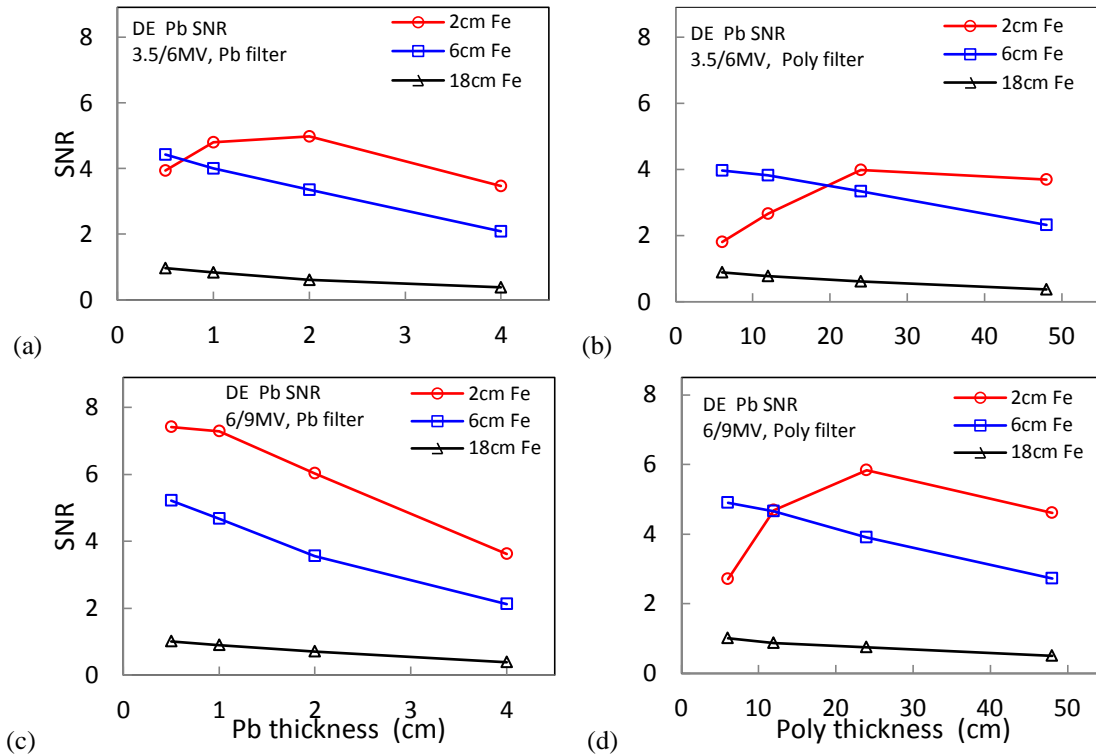 DE Pb SNR
3.5/6MV, Pb filter
2cm Fe
6cm Fe
18cm Fe
SNR
8
6
4
2
0
0 1 2 3 4
(a)
DE Pb SNR
3.5/6MV, Poly filter
2cm Fe
6cm Fe
18cm Fe
8
6
4
2
0
0 10 20 30 40 50
(b)
DE Pb SNR
6/9MV, Pb filter
2cm Fe
6cm Fe
18cm Fe
SNR
8
6
4
2
0
0 1 2 3 4
Pb thickness (cm)
(c)
DE Pb SNR
6/9MV, Poly filter
2cm Fe
6cm Fe
18cm Fe
8
6
4
2
0
0 10 20 30 40 50
Poly thickness (cm)
(d)